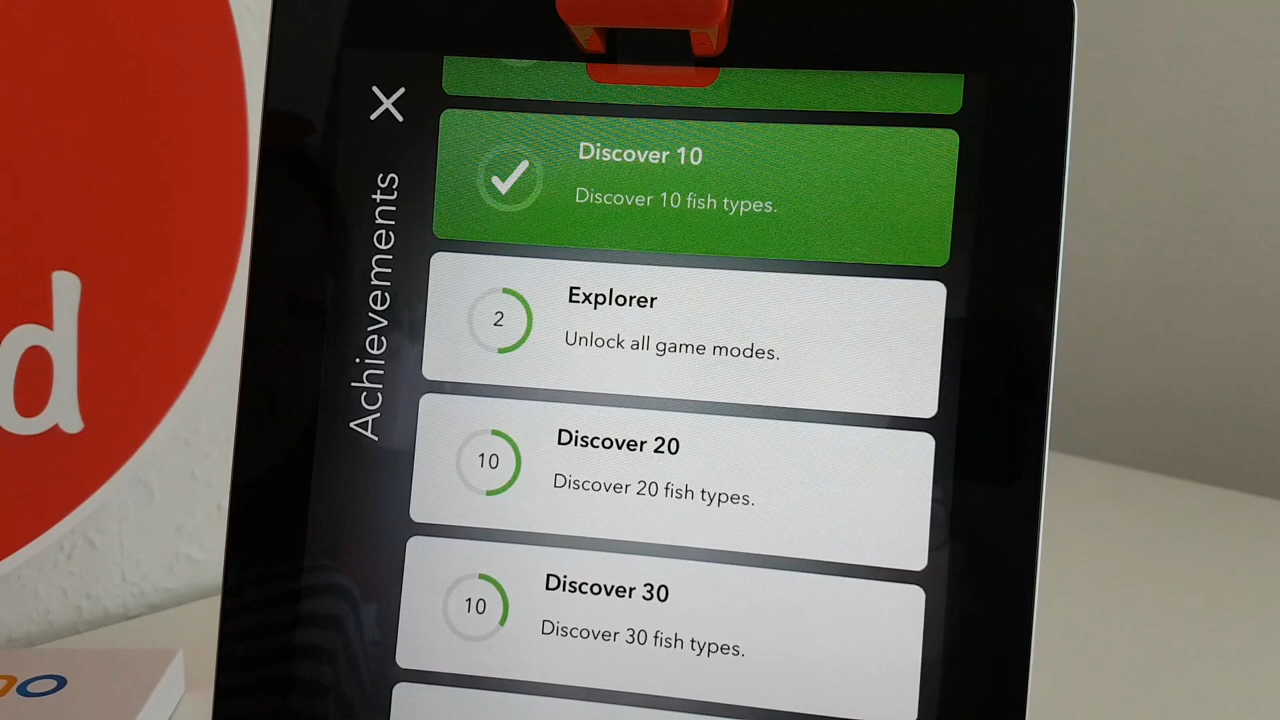 d
Achievements
Discover 10
Discover 10 fish types.
2
Explorer
Unlock all game modes.
10
Discover 20
Discover 20 fish types.
10
Discover 30
Discover 30 fish types.